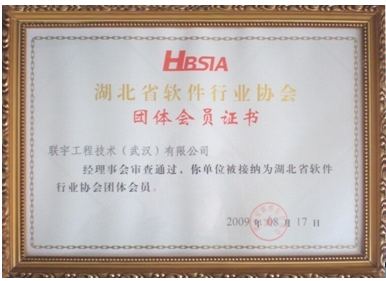 HBSIA
湖北省软件行业协会
团体会员证书
联宇工程技术（武汉）有限公司
经理事会审查通过，你单位被接纳为湖北省软件
行业协会团体会员。
2009年08月17日